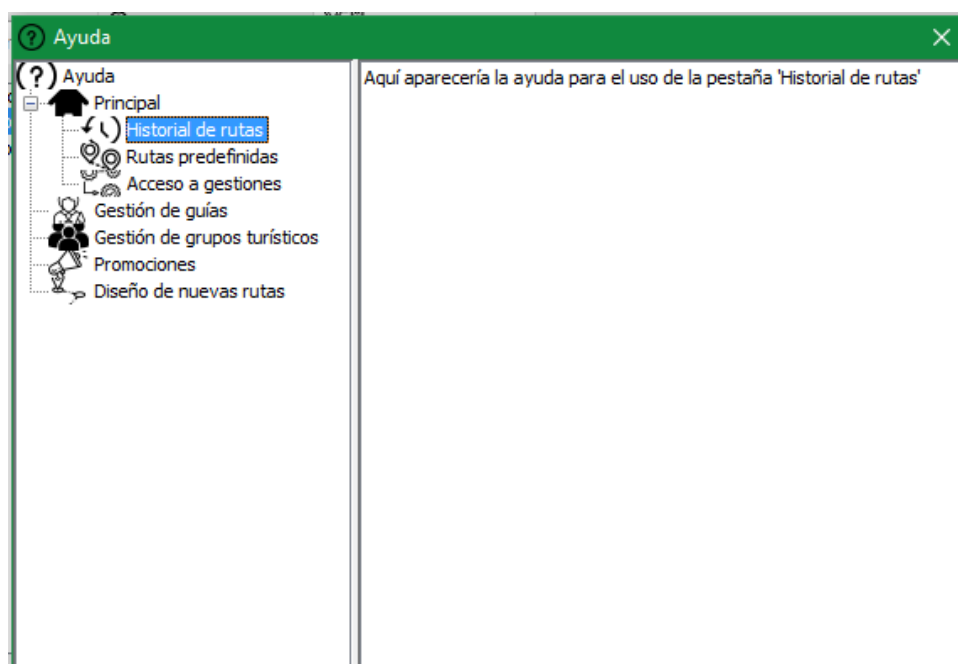 Ayuda
Ayuda
Principal
Historial de rutas
Rutas predefinidas
Acceso a gestiones
Gestión de guías
Gestión de grupos turísticos
Promociones
Diseño de nuevas rutas
Aquí aparecería la ayuda para el uso de la pestaña 'Historial de rutas'